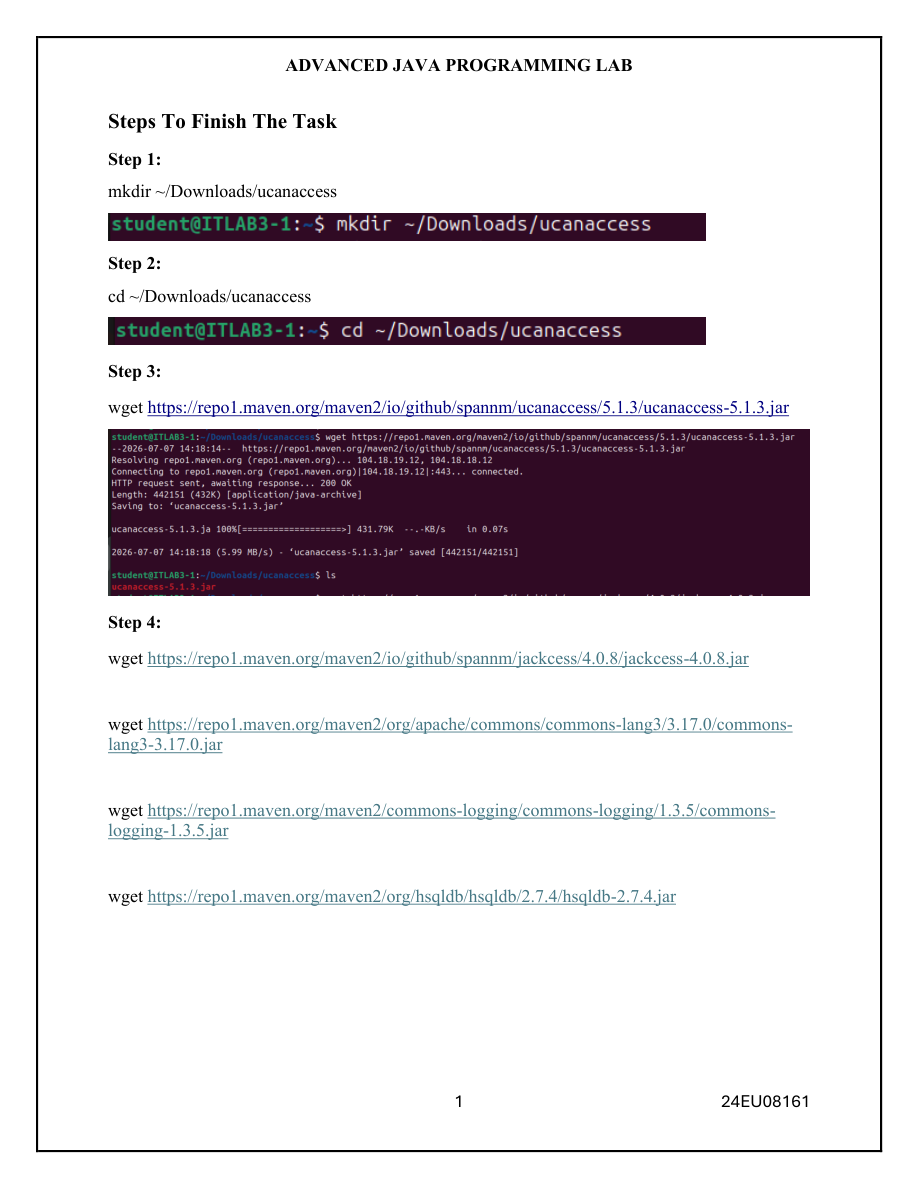 ADVANCED JAVA PROGRAMMING LAB
Steps To Finish The Task
Step 1:
mkdir ~/Downloads/ucanaccess
student@ITLAB3-1:~$ mkdir ~/Downloads/ucanaccess
Step 2:
cd ~/Downloads/ucanaccess
student@ITLAB3-1:~$ cd ~/Downloads/ucanaccess
Step 3:
wget https://repo1.maven.org/maven2/io/github/spannm/ucanaccess/5.1.3/ucanaccess-5.1.3.jar
student@ITLAB3-1:~/Downloads/ucanaccess$ wget https://repo1.maven.org/maven2/io/github/spannm/ucanaccess/5.1.3/ucanaccess-5.1.3.jar
--2026-07-07 14:18:14-- https://repo1.maven.org/maven2/io/github/spannm/ucanaccess/5.1.3/ucanaccess-5.1.3.jar
Resolving repo1.maven.org (repo1.maven.org)... 104.18.19.12, 104.18.18.12
Connecting to repo1.maven.org (repo1.maven.org)|104.18.19.12|:443... connected.
HTTP request sent, awaiting response... 200 OK
Length: 442151 (432K) [application/java-archive]
Saving to: ‘ucanaccess-5.1.3.jar’
ucanaccess-5.1.3.ja 100%[===================>] 431.79K --.-KB/s in 0.07s
2026-07-07 14:18:18 (5.99 MB/s) - ‘ucanaccess-5.1.3.jar’ saved [442151/442151]
student@ITLAB3-1:~/Downloads/ucanaccess$ ls
ucanaccess-5.1.3.jar
Step 4:
wget https://repo1.maven.org/maven2/io/github/spannm/jackcess/4.0.8/jackcess-4.0.8.jar
wget https://repo1.maven.org/maven2/org/apache/commons/commons-lang3/3.17.0/commons-
lang3-3.17.0.jar
wget https://repo1.maven.org/maven2/commons-logging/commons-logging/1.3.5/commons-
logging-1.3.5.jar
wget https://repo1.maven.org/maven2/org/hsqldb/hsqldb/2.7.4/hsqldb-2.7.4.jar
1 24EU08161